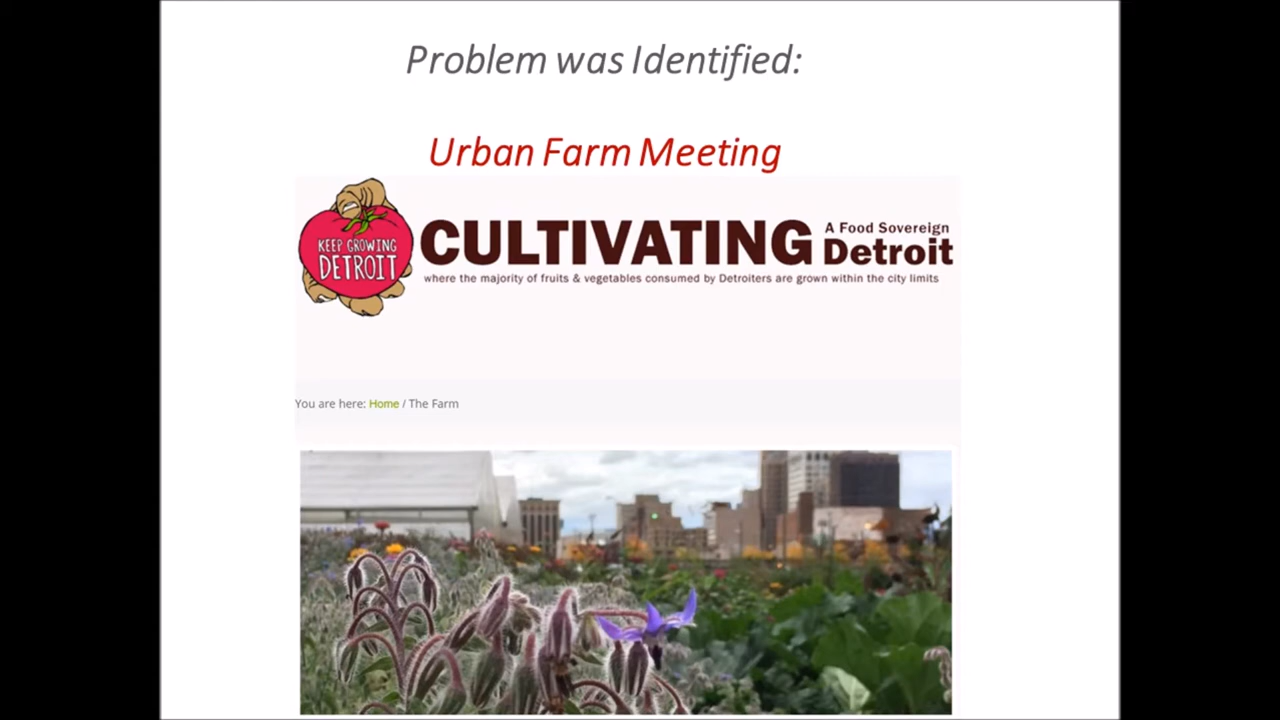 Problem was Identified:
Urban Farm Meeting
KEEP GROWING
DETROIT
CULTIVATING
A Food Sovereign
Detroit
where the majority of fruits & vegetables consumed by Detroiters are grown within the city limits
You are here: Home / The Farm